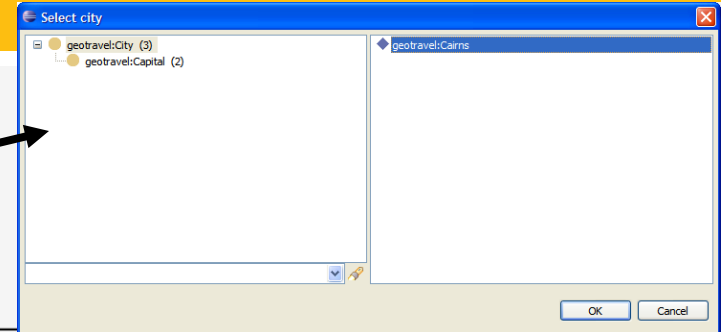 Select city
geotravel:City (3)
geotravel:Capital (2)
geotravel:Cairns
OK
Cancel